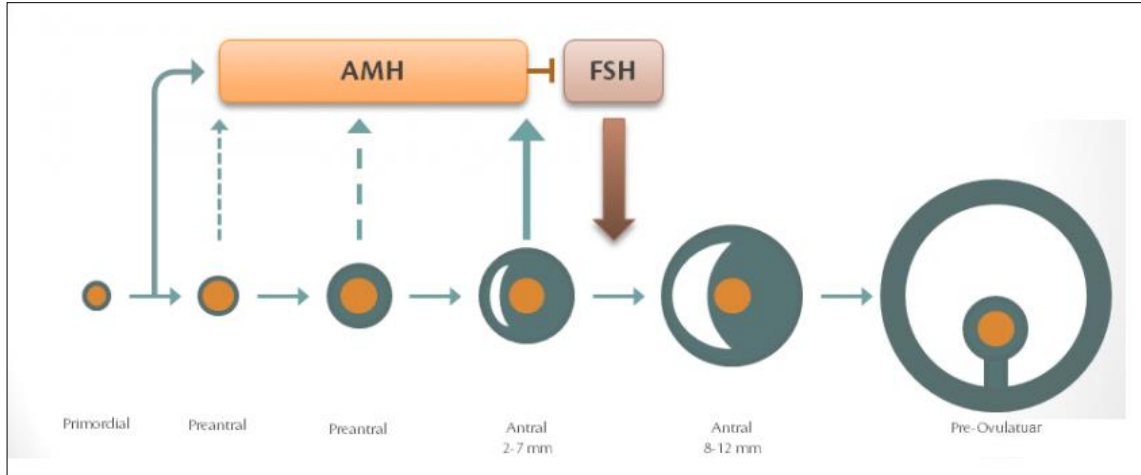 AMH
FSH
Primordial
Preantral
Preantral
Antral
2-7 mm
Antral
8-12 mm
Pre-Ovulatuar